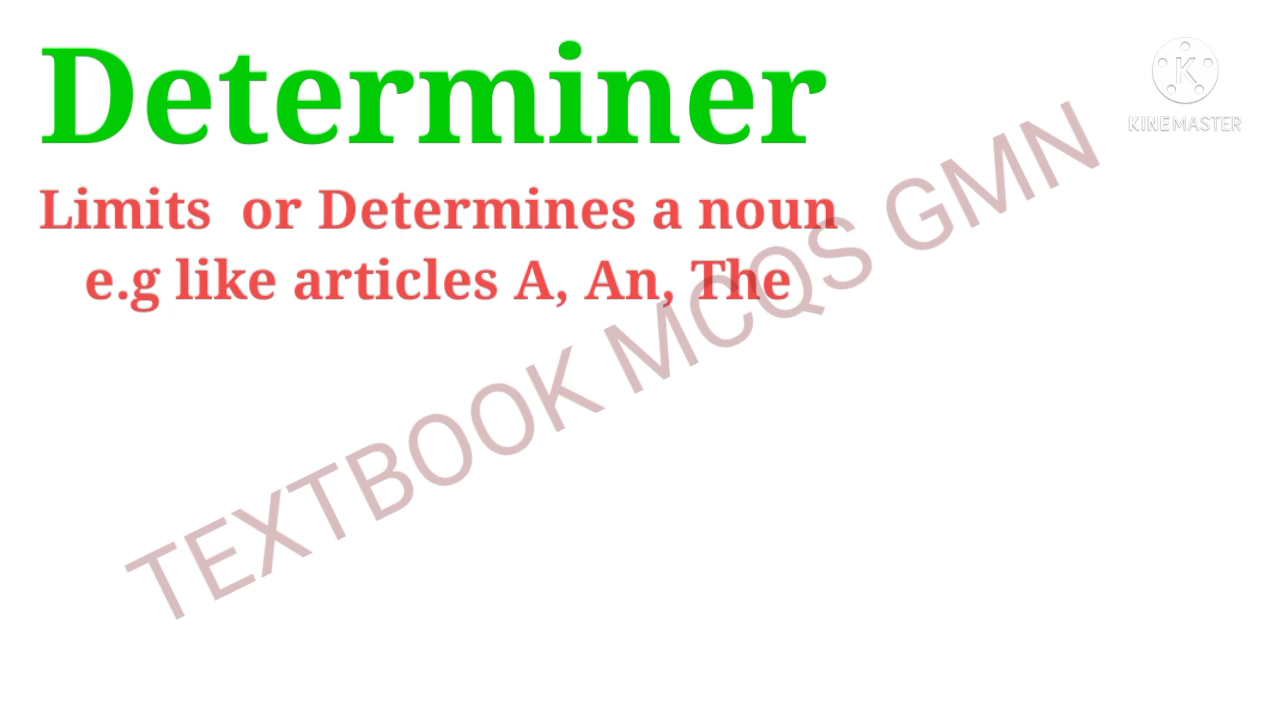 Determiner
KINEMASTER
Limits or Determines a noun
e.g like articles A, An, The
TEXTBOOK MCQS GMN